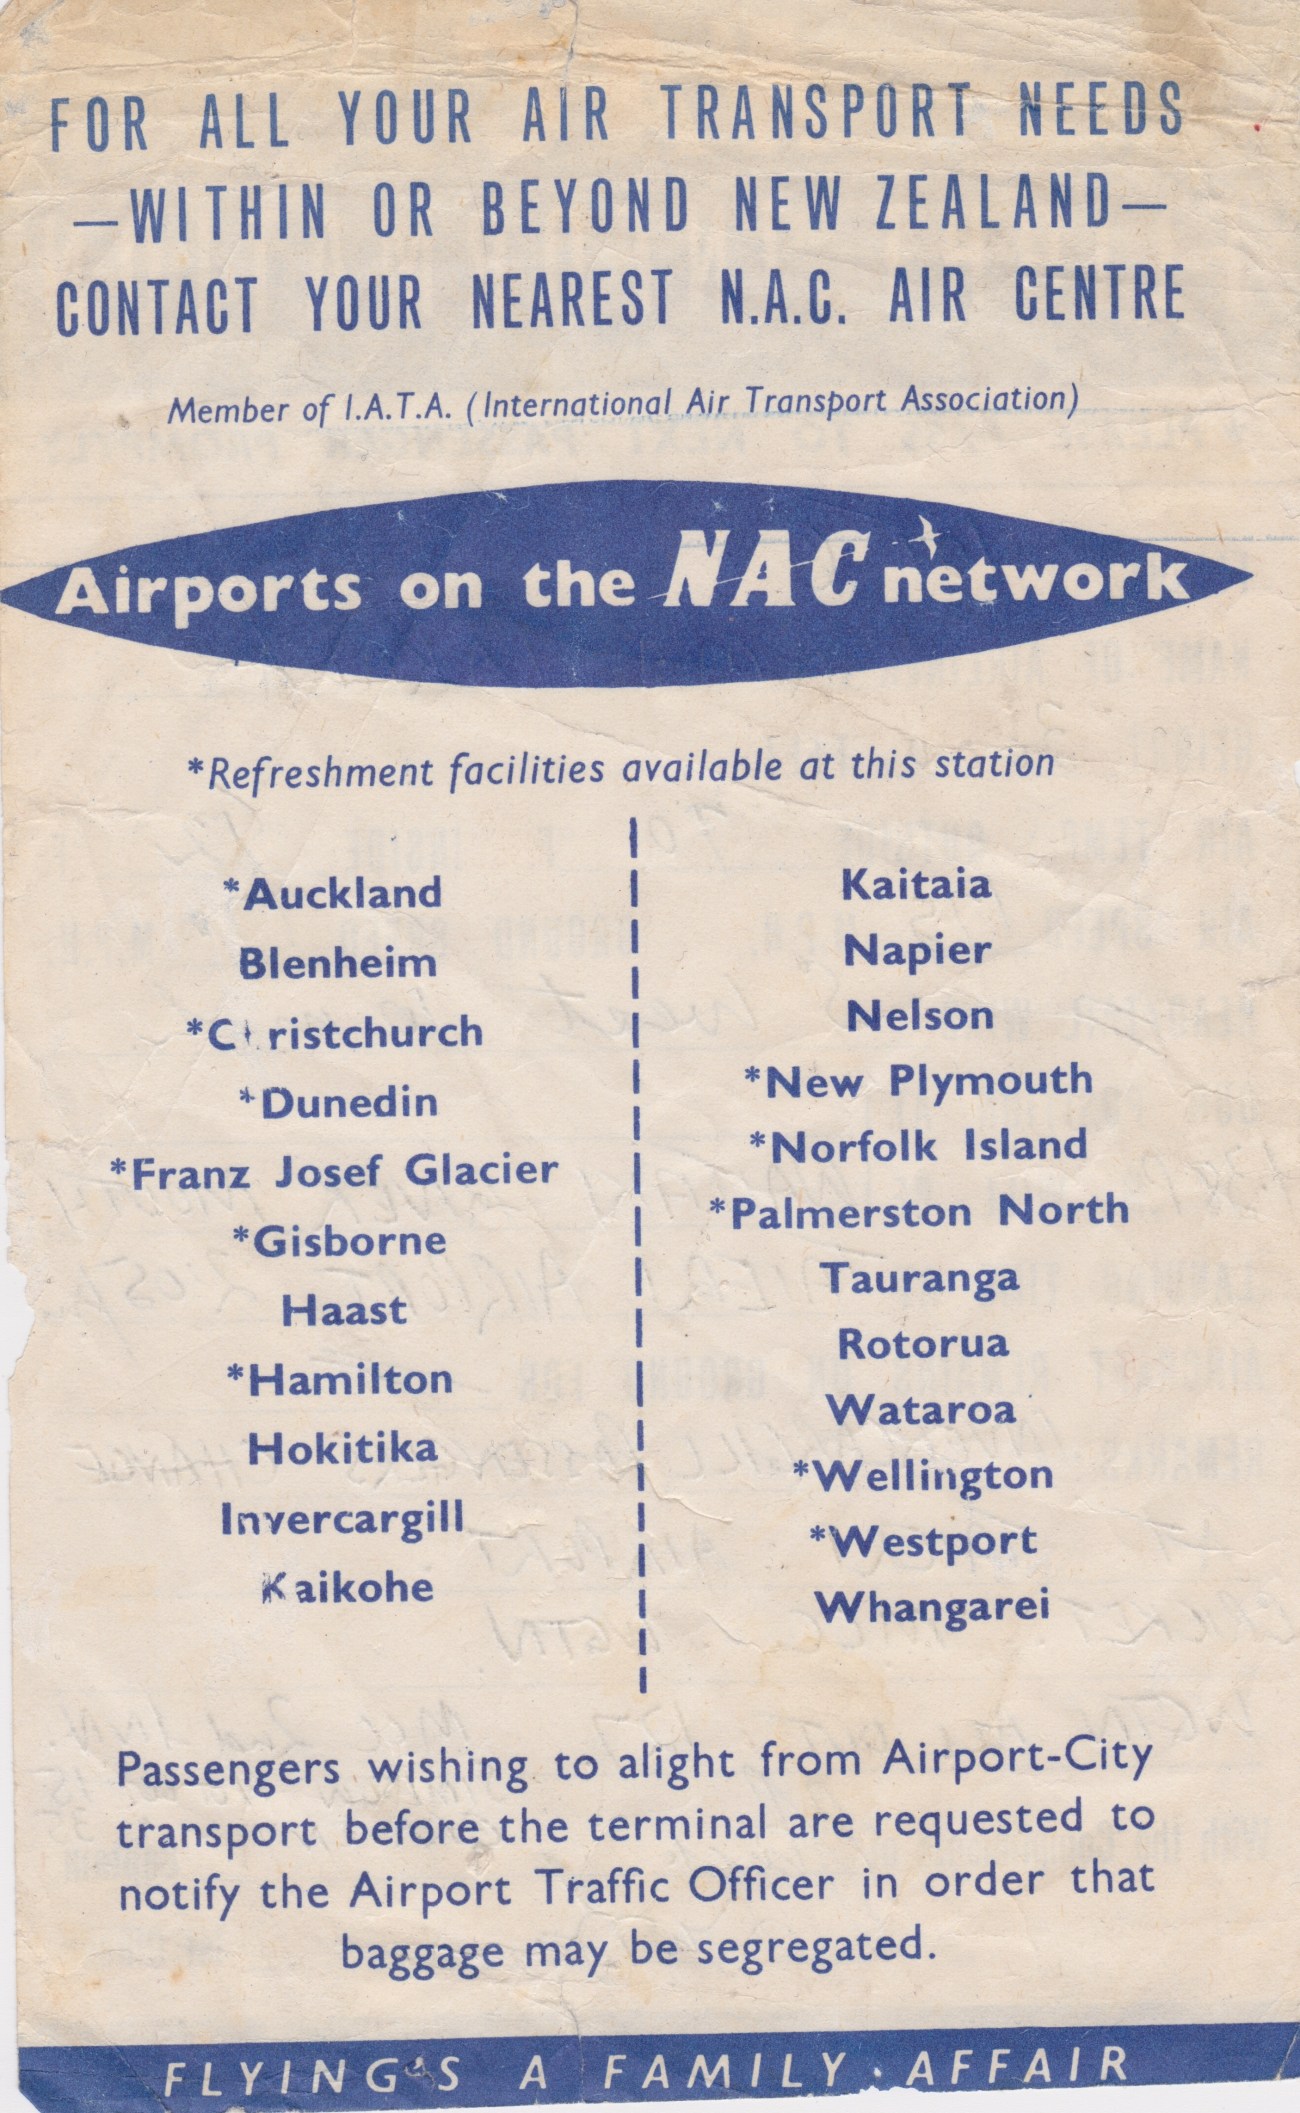 FOR ALL YOUR AIR TRANSPORT NEEDS
—WITHIN OR BEYOND NEW ZEALAND—
CONTACT YOUR NEAREST N.A.C. AIR CENTRE
Member of I.A.T.A. (International Air Transport Association)
Airports on the NAC network
*Refreshment facilities available at this station
*Auckland
Blenheim
*Christchurch
*Dunedin
*Franz Josef Glacier
*Gisborne
Haast
*Hamilton
Hokitika
Invercargill
Kaikohe
Kaitaia
Napier
Nelson
*New Plymouth
*Norfolk Island
*Palmerston North
Tauranga
Rotorua
Wataroa
*Wellington
*Westport
Whangarei
Passengers wishing to alight from Airport-City
transport before the terminal are requested to
notify the Airport Traffic Officer in order that
baggage may be segregated.
FLYING'S A FAMILY AFFAIR